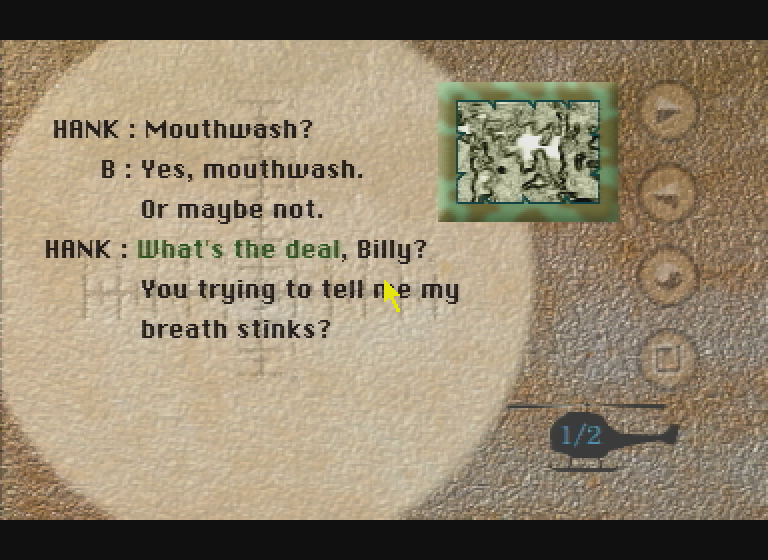 HANK : Mouthwash?
B : Yes, mouthwash.
Or maybe not.
HANK : What's the deal, Billy?
You trying to tell me my
breath stinks?
1/2